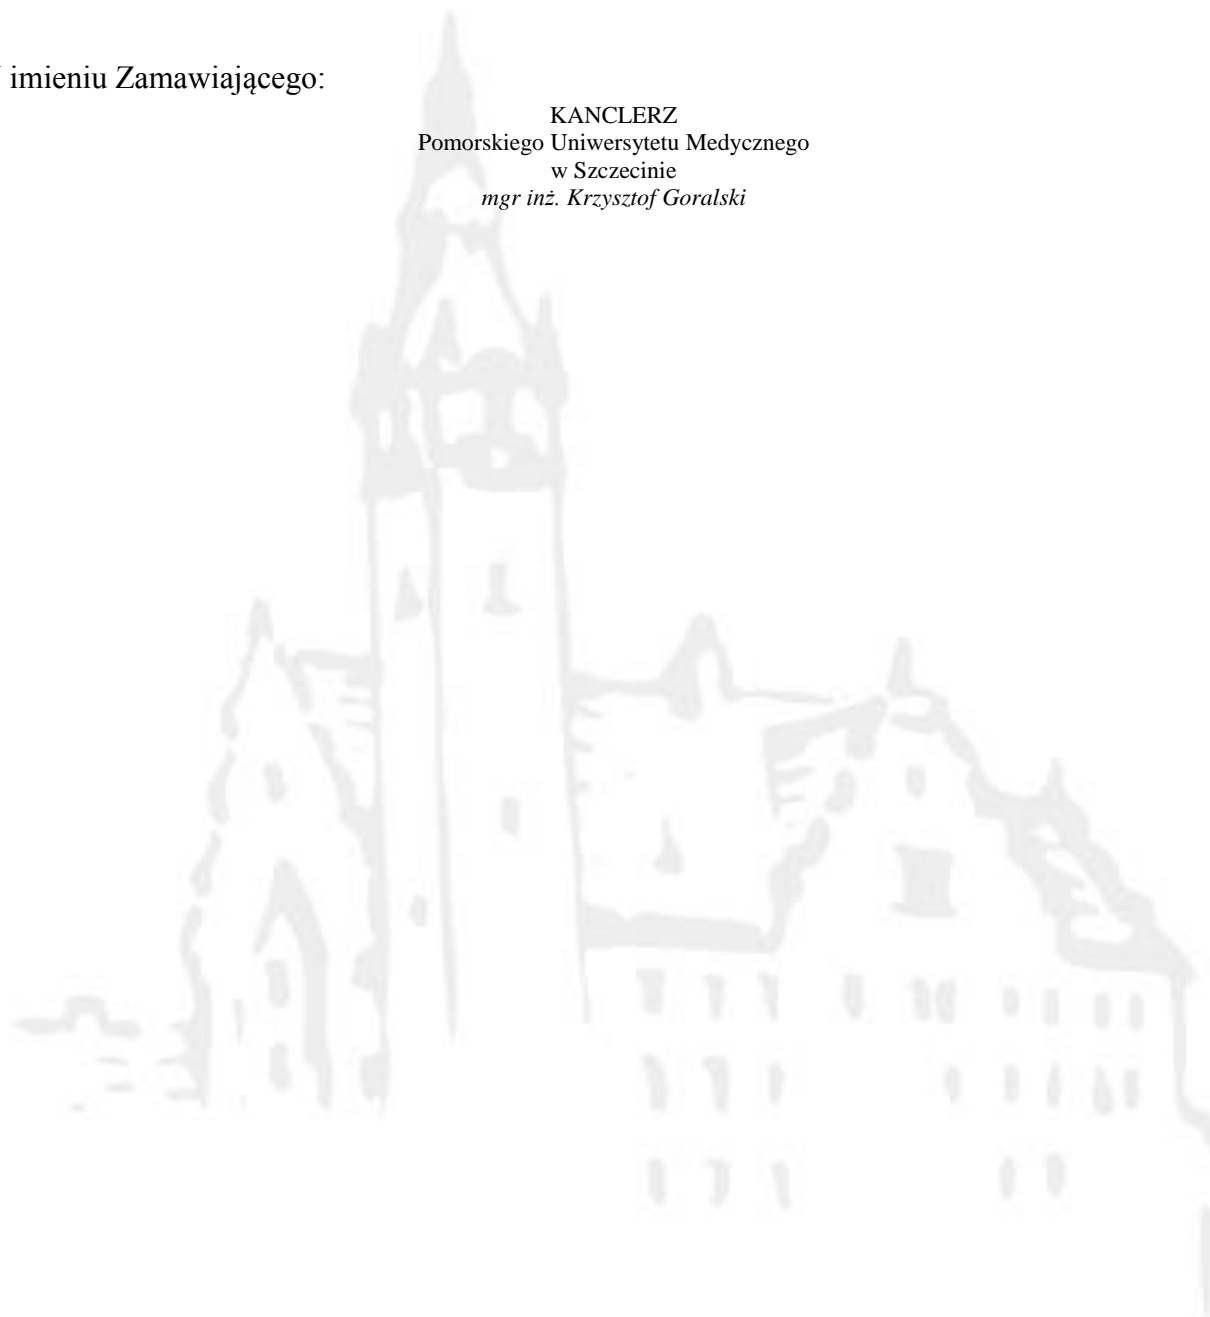 imieniu Zamawiającego:
KANCLERZ
Pomorskiego Uniwersytetu Medycznego
w Szczecinie
mgr inż. Krzysztof Goralski